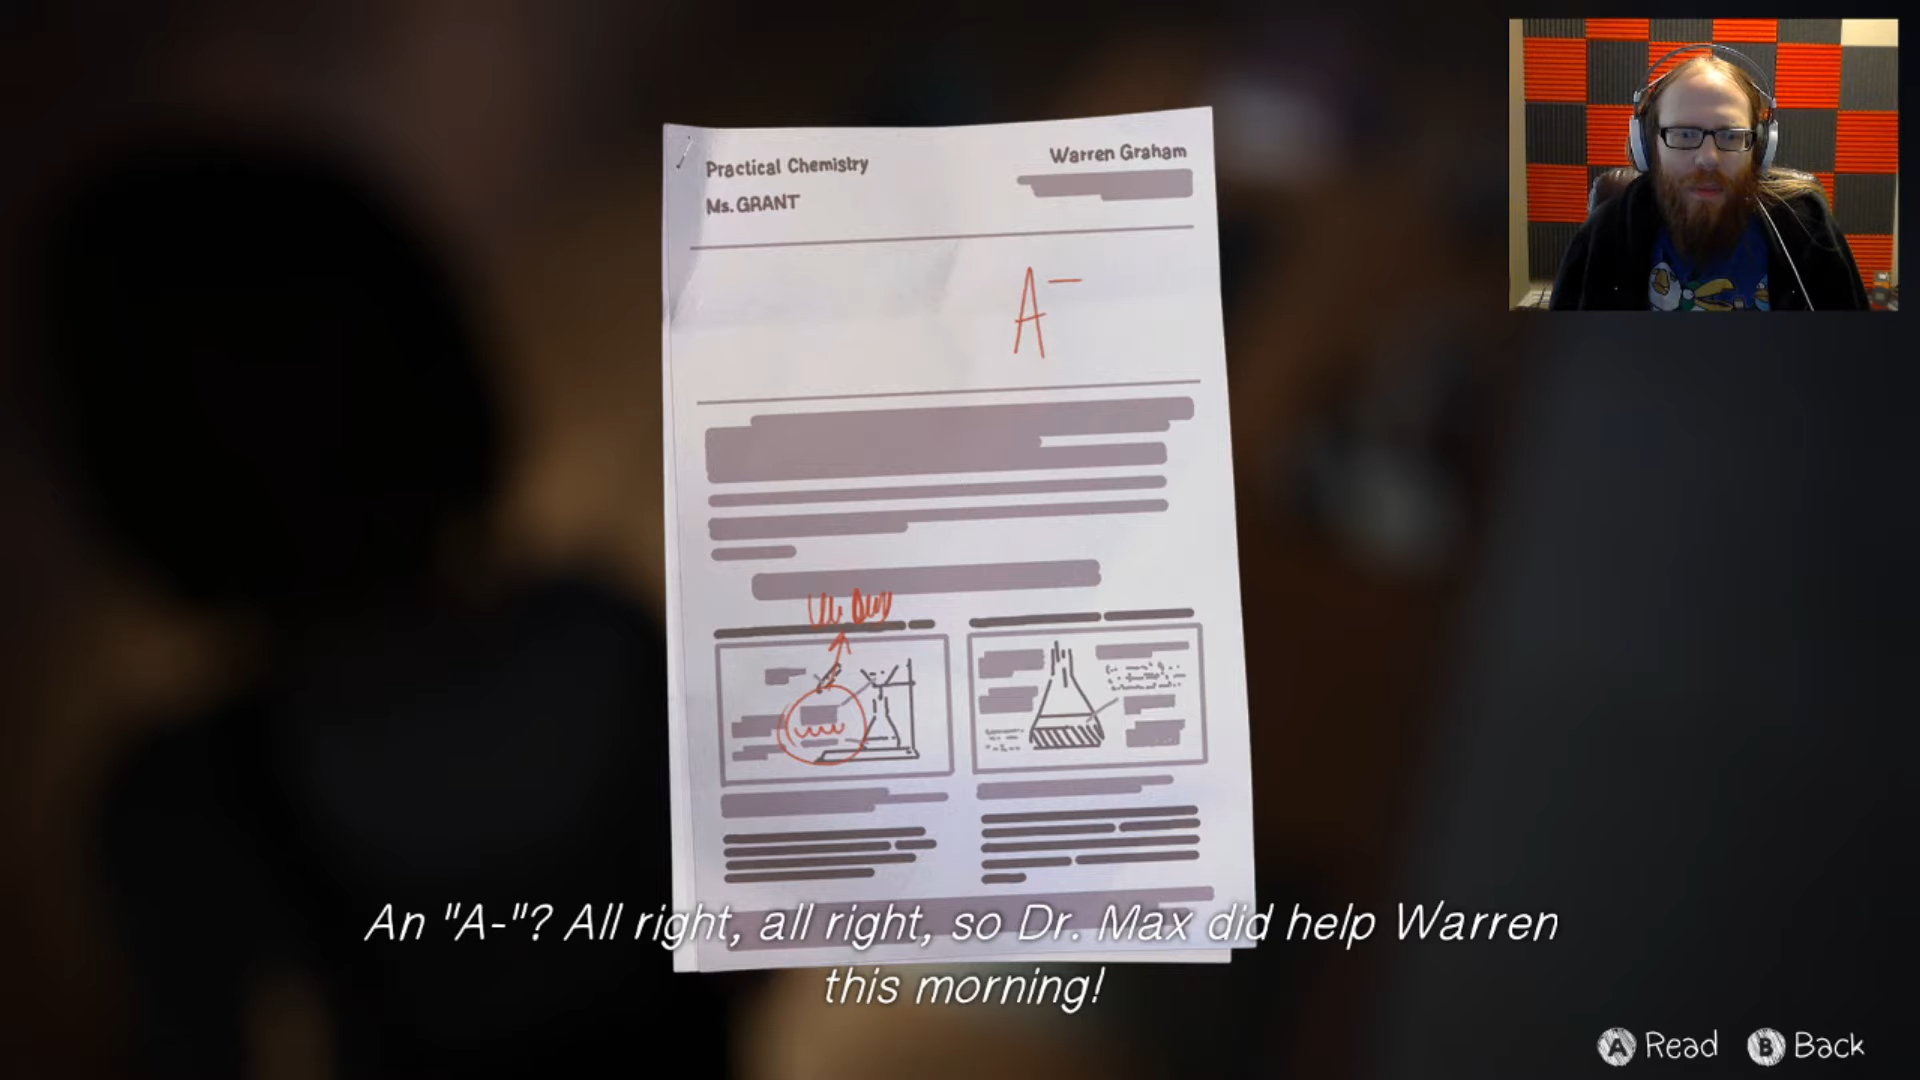 Practical Chemistry
Warren Graham
Ms. GRANT
A-
An "A-"? All right, all right, so Dr. Max did help Warren
this morning!
A Read B Back